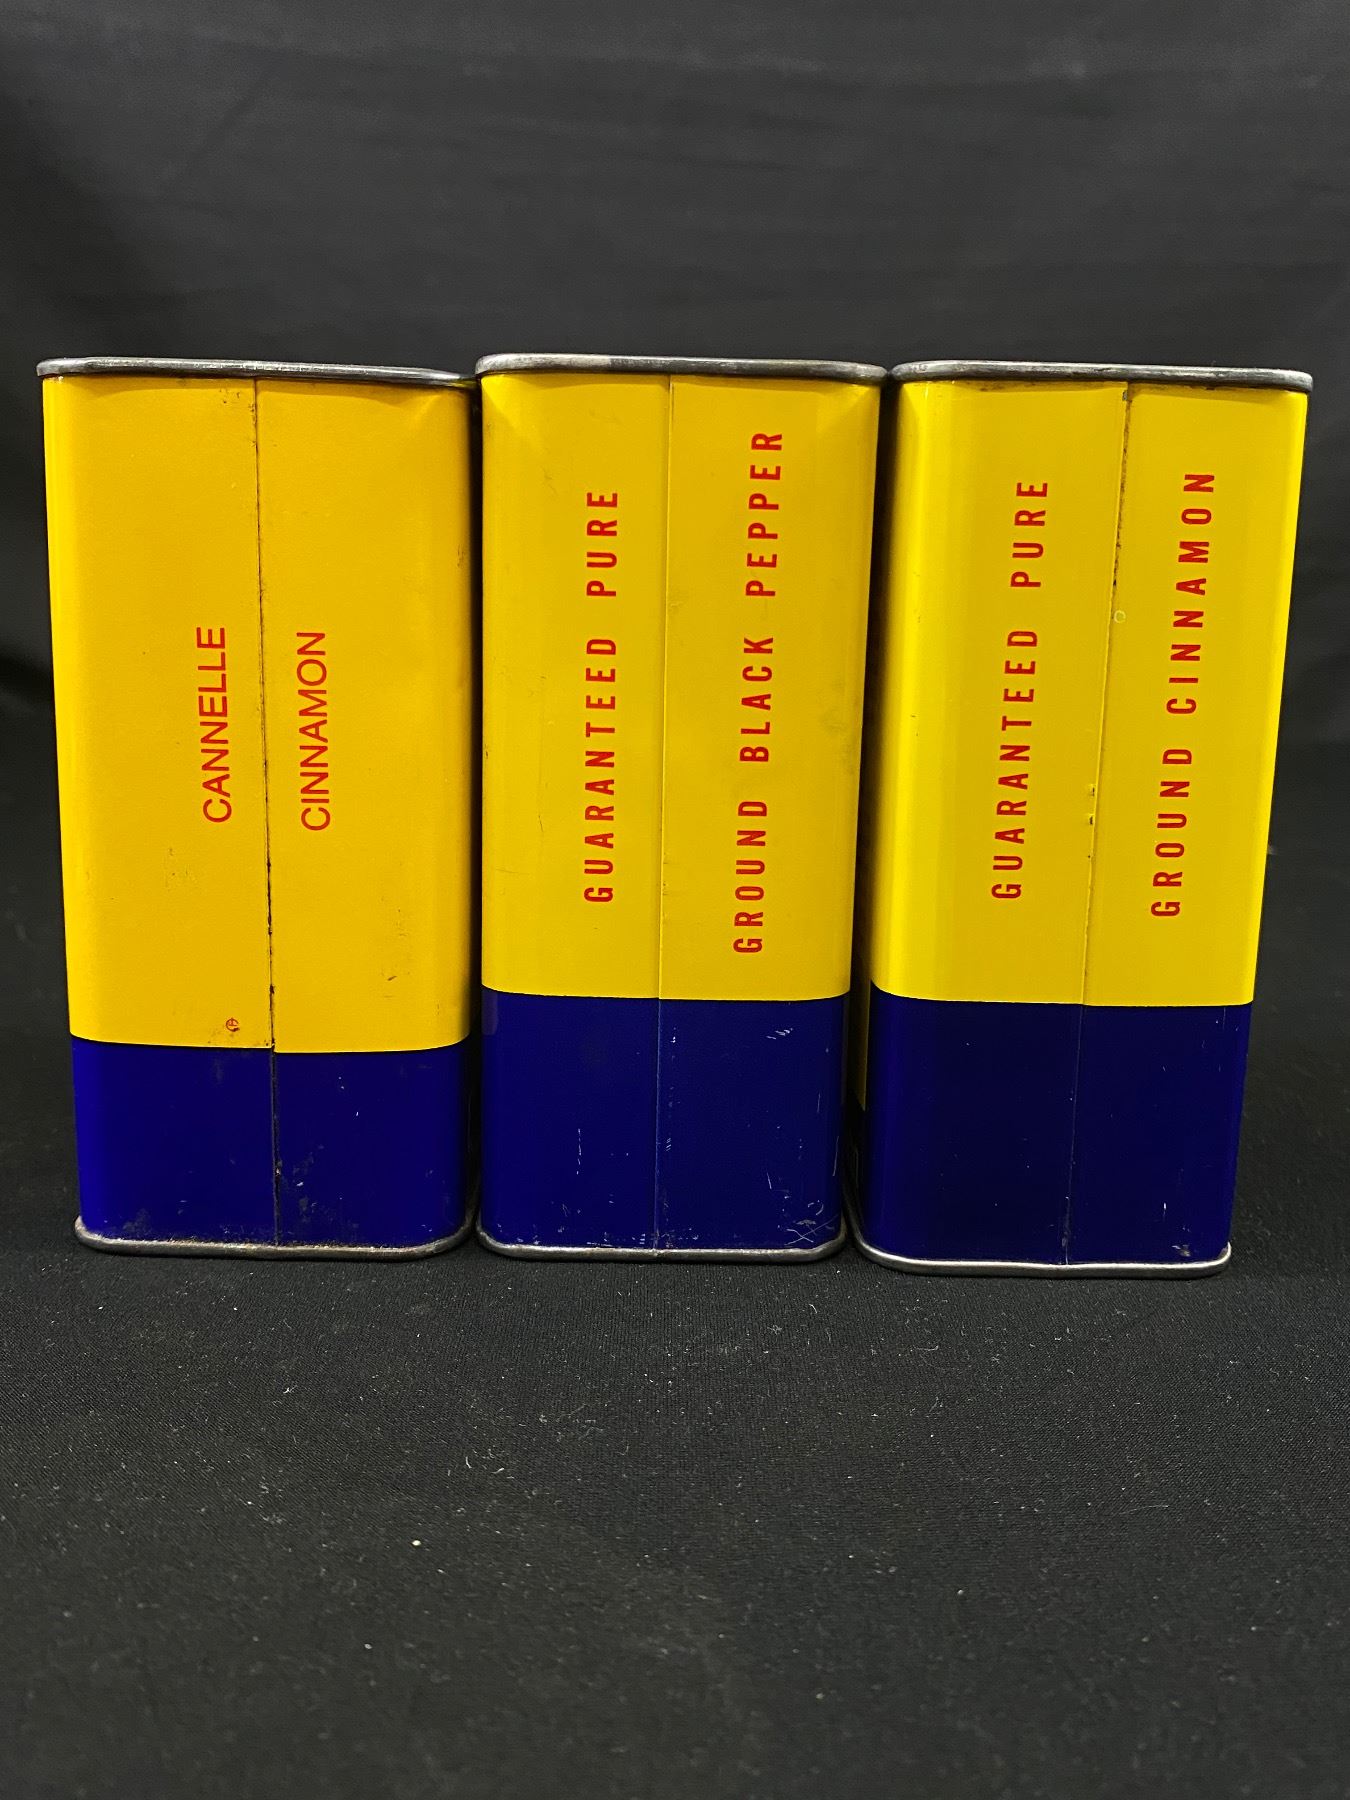 CANNELLE
CINNAMON
GUARANTEED PURE
GROUND BLACK PEPPER
GUARANTEED PURE
GROUND CINNAMON